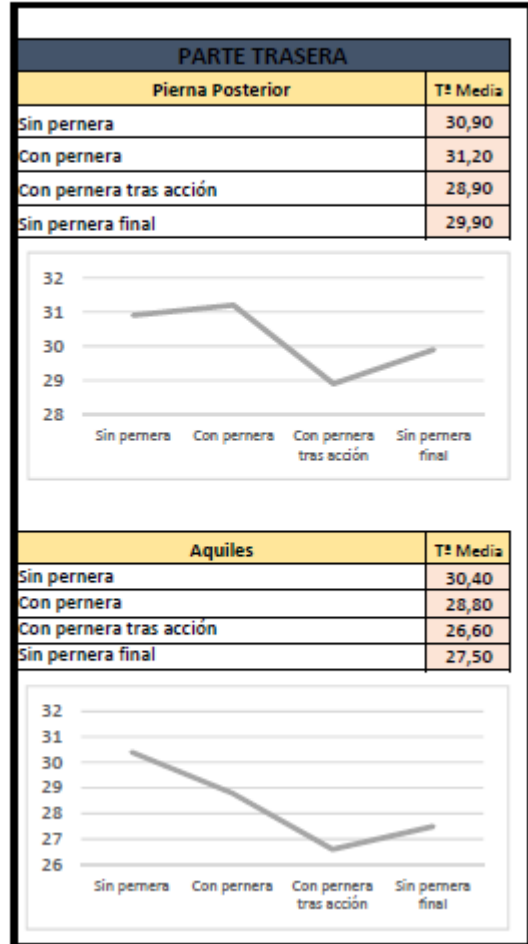 PARTE TRASERA
Pierna Posterior Tª Media
Sin pernera 30,90
Con pernera 31,20
Con pernera tras acción 28,90
Sin pernera final 29,90
32
31
30
29
28
Sin pernera Con pernera Con pernera Sin pernera
tras acción final
Aquiles Tª Media
Sin pernera 30,40
Con pernera 28,80
Con pernera tras acción 26,60
Sin pernera final 27,50
32
31
30
29
28
27
26
Sin pernera Con pernera Con pernera Sin pernera
tras acción final